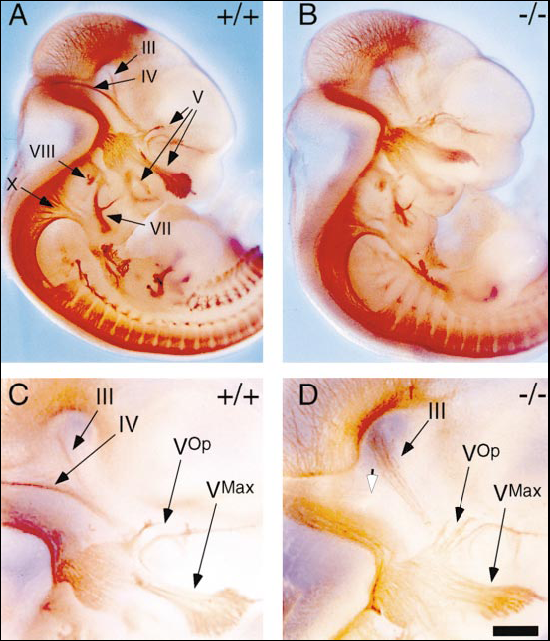 A +/+
III
IV
V
VIII
X
VII
B -/-
C +/+
III
IV
VOp
VMax
D -/-
III
VOp
VMax